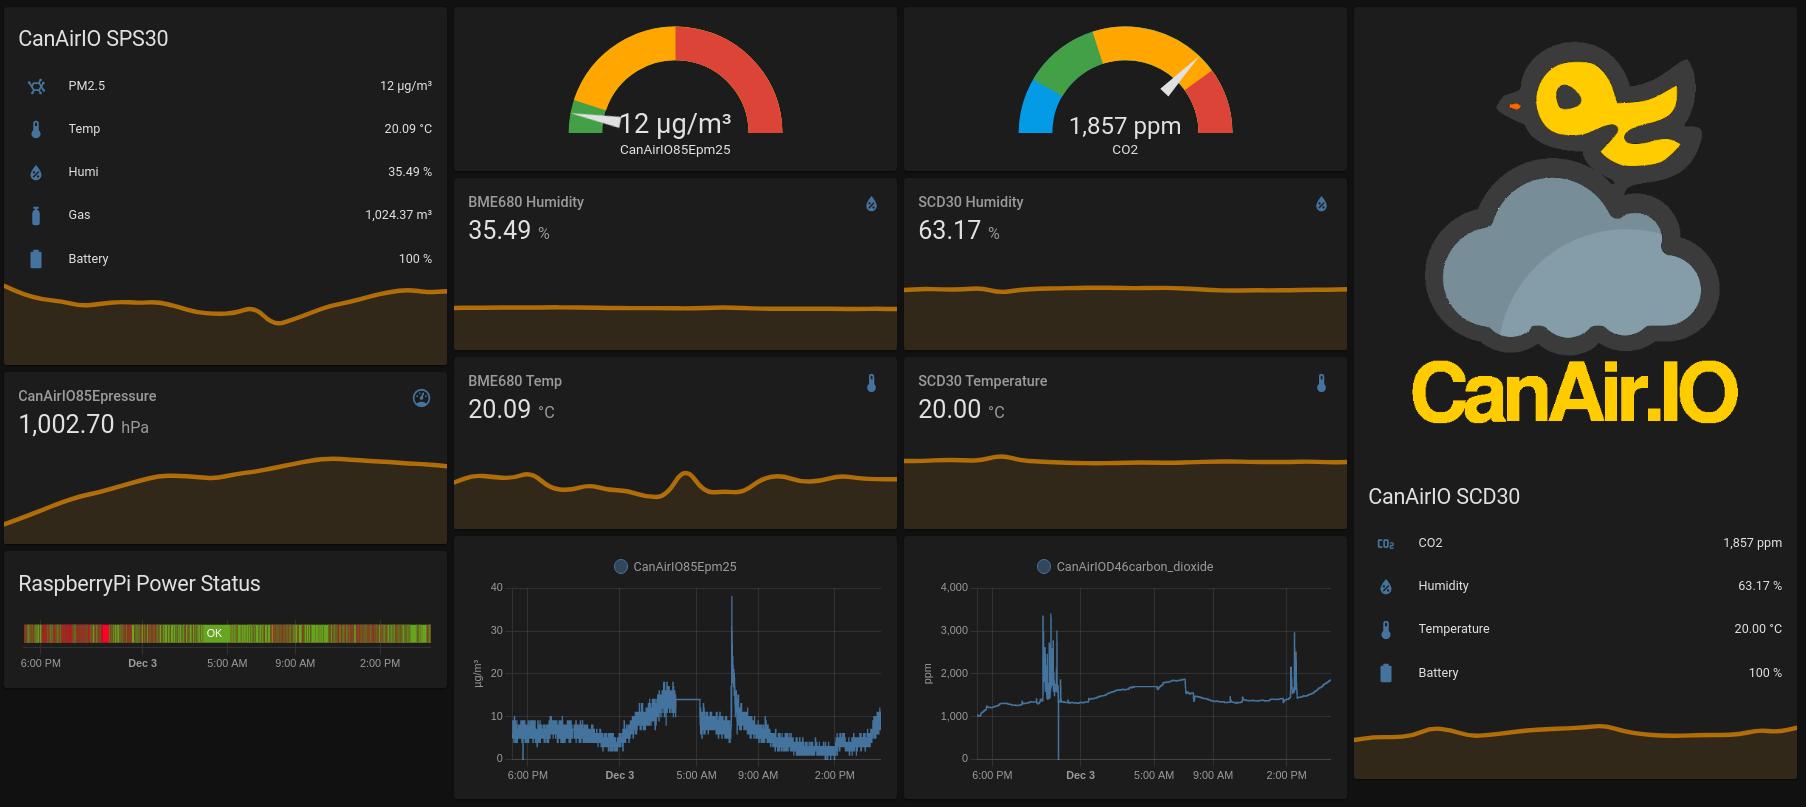 CanAirIO SPS30
PM2.5 12 µg/m³
Temp 20.09 °C
Humi 35.49 %
Gas 1,024.37 m³
Battery 100 %
CanAirIO85Epressure
1,002.70 hPa
RaspberryPi Power Status
OK
6:00 PM Dec 3 5:00 AM 9:00 AM 2:00 PM
12 µg/m³
CanAirIO85Epm25
BME680 Humidity
35.49 %
BME680 Temp
20.09 °C
CanAirIO85Epm25
40
30
20
10
0
µg/m³
6:00 PM Dec 3 5:00 AM 9:00 AM 2:00 PM
1,857 ppm
CO2
SCD30 Humidity
63.17 %
SCD30 Temperature
20.00 °C
CanAirIOD46carbon_dioxide
4,000
3,000
2,000
1,000
0
ppm
6:00 PM Dec 3 5:00 AM 9:00 AM 2:00 PM
CanAir.IO
CanAirIO SCD30
CO₂ CO2 1,857 ppm
Humidity 63.17 %
Temperature 20.00 °C
Battery 100 %